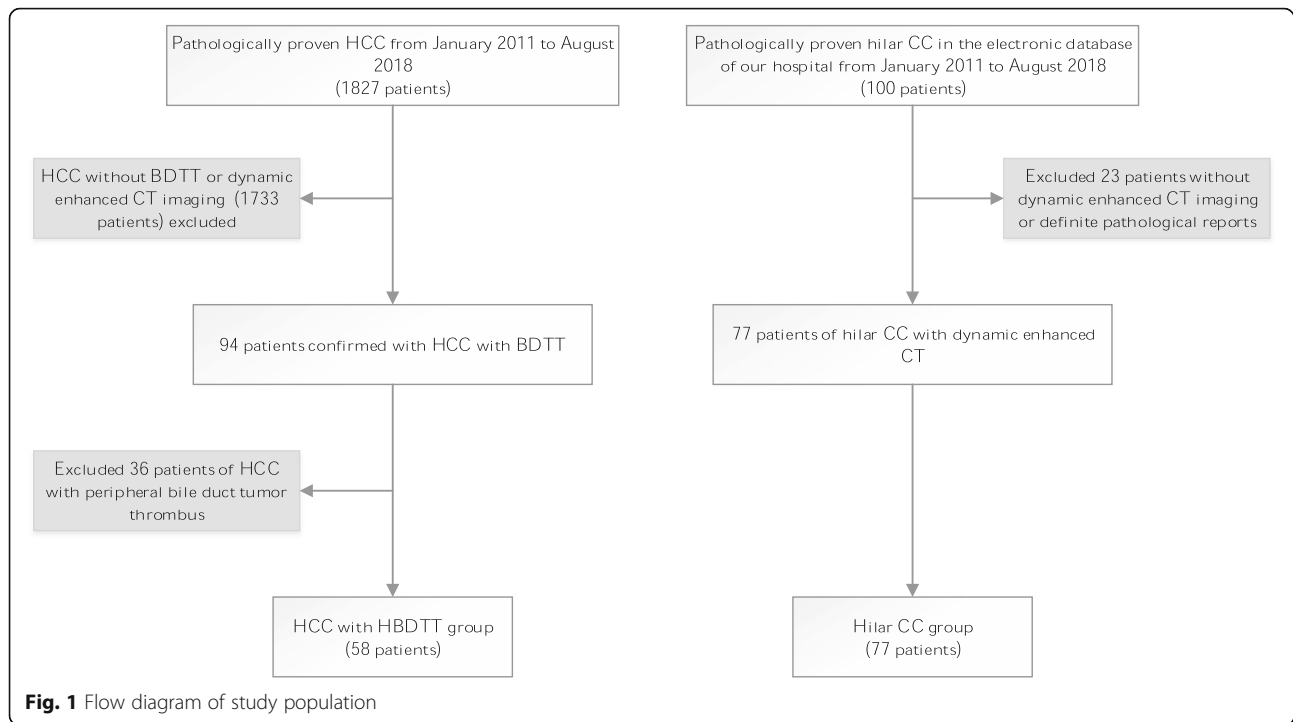 Pathologically proven HCC from January 2011 to August
2018
(1827 patients)
Pathologically proven hilar CC in the electronic database
of our hospital from January 2011 to August 2018
(100 patients)
HCC without BDTT or dynamic
enhanced CT imaging (1733
patients) excluded
Excluded 23 patients without
dynamic enhanced CT imaging
or definite pathological reports
94 patients confirmed with HCC with BDTT
77 patients of hilar CC with dynamic enhanced
CT
Excluded 36 patients of HCC
with peripheral bile duct tumor
thrombus
HCC with HBDTT group
(58 patients)
Hilar CC group
(77 patients)
Fig. 1 Flow diagram of study population